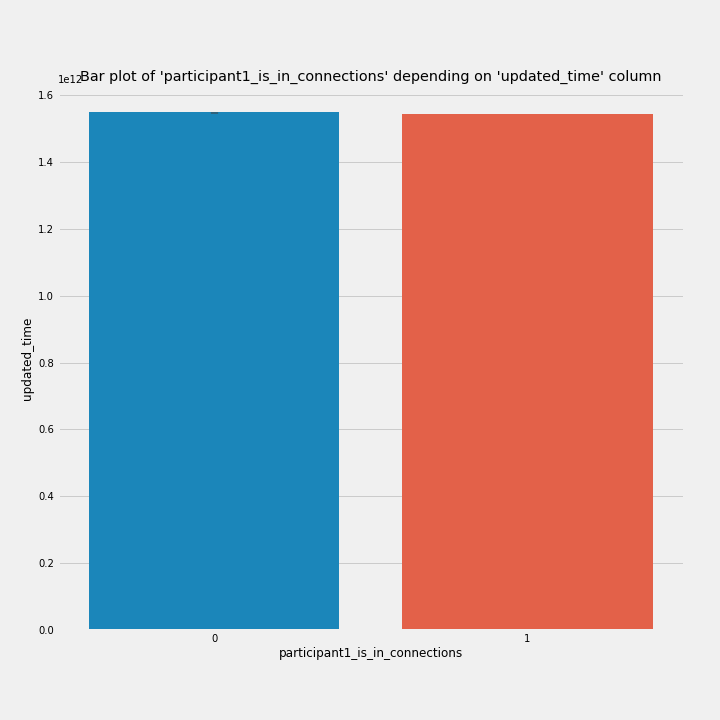 Bar plot of 'participant1_is_in_connections' depending on 'updated_time' column
1e12
1.6
1.4
1.2
1.0
0.8
0.6
0.4
0.2
0.0
updated_time
0 1
participant1_is_in_connections